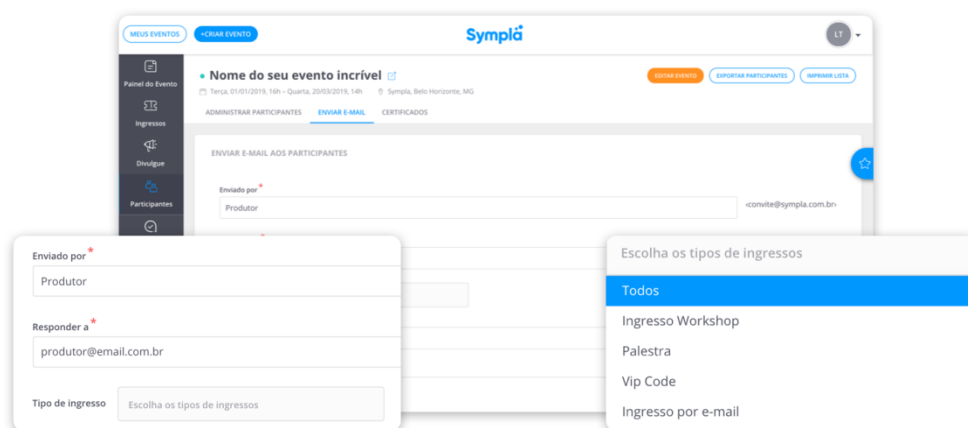 MEUS EVENTOS
+CRIAR EVENTO
Sympla
LT
Painel do Evento
Ingressos
Divulgue
Participantes
Nome do seu evento incrível
Terça, 01/01/2019, 16h – Quarta, 20/03/2019, 14h
Sympla, Belo Horizonte, MG
EDITAR EVENTO
EXPORTAR PARTICIPANTES
IMPRIMIR LISTA
ADMINISTRAR PARTICIPANTES
ENVIAR E-MAIL
CERTIFICADOS
ENVIAR E-MAIL AOS PARTICIPANTES
Enviado por *
Produtor
<convite@sympla.com.br>
Enviado por *
Produtor
Responder a *
produtor@email.com.br
Tipo de ingresso
Escolha os tipos de ingressos
Escolha os tipos de ingressos
Todos
Ingresso Workshop
Palestra
Vip Code
Ingresso por e-mail